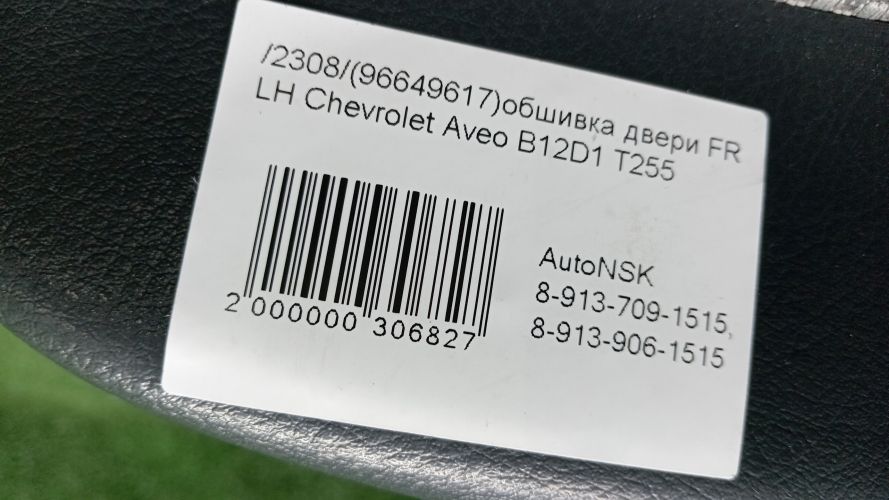 /2308/(96649617)обшивка двери FR
LH Chevrolet Aveo B12D1 T255
AutoNSK
8-913-709-1515,
8-913-906-1515
2 000000 306827